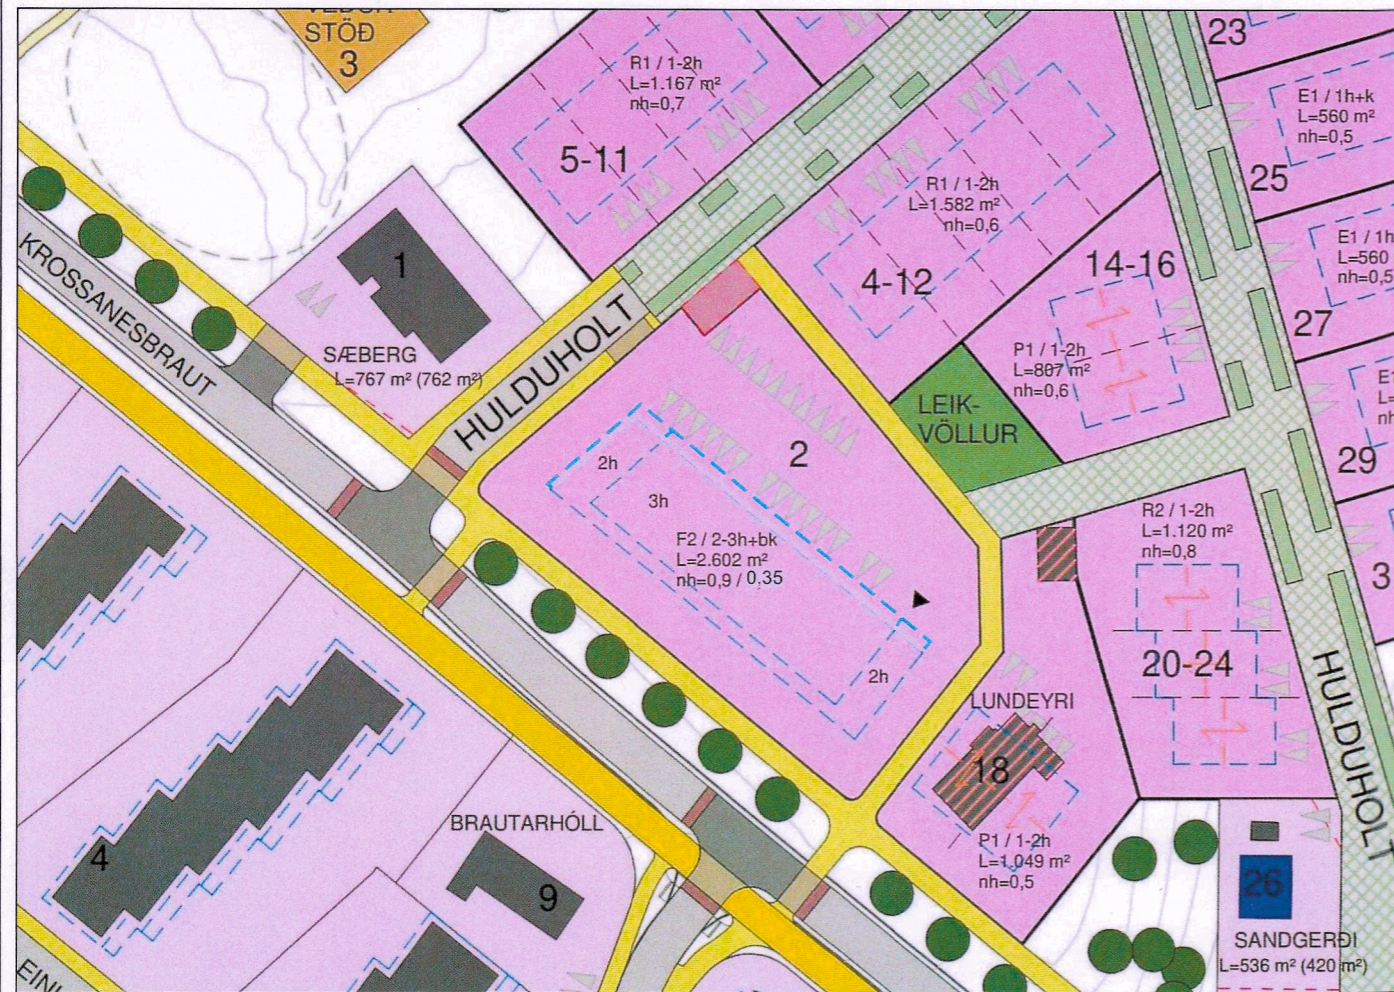 STÖÐ
3
R1 / 1-2h
L=1.167 m²
nh=0,7
5-11
23
E1 / 1h+k
L=560 m²
nh=0,5
25
R1 / 1-2h
L=1.582 m²
nh=0,6
4-12
14-16
E1 / 1h
L=560
nh=0,5
27
KROSSANESBRAUT
1
SÆBERG
L=767 m² (762 m²)
HULDUHOLT
P1 / 1-2h
L=807 m²
nh=0,6
LEIK-
VÖLLUR
E1
L=
nh
29
2
2h
3h
F2 / 2-3h+bk
L=2.602 m²
nh=0,9 / 0,35
2h
R2 / 1-2h
L=1.120 m²
nh=0,8
3
20-24
HULDUHOLT
LUNDEYRI
18
P1 / 1-2h
L=1.049 m²
nh=0,5
BRAUTARHÓLL
4
9
26
SANDGERÐI
L=536 m² (420 m²)
EINI